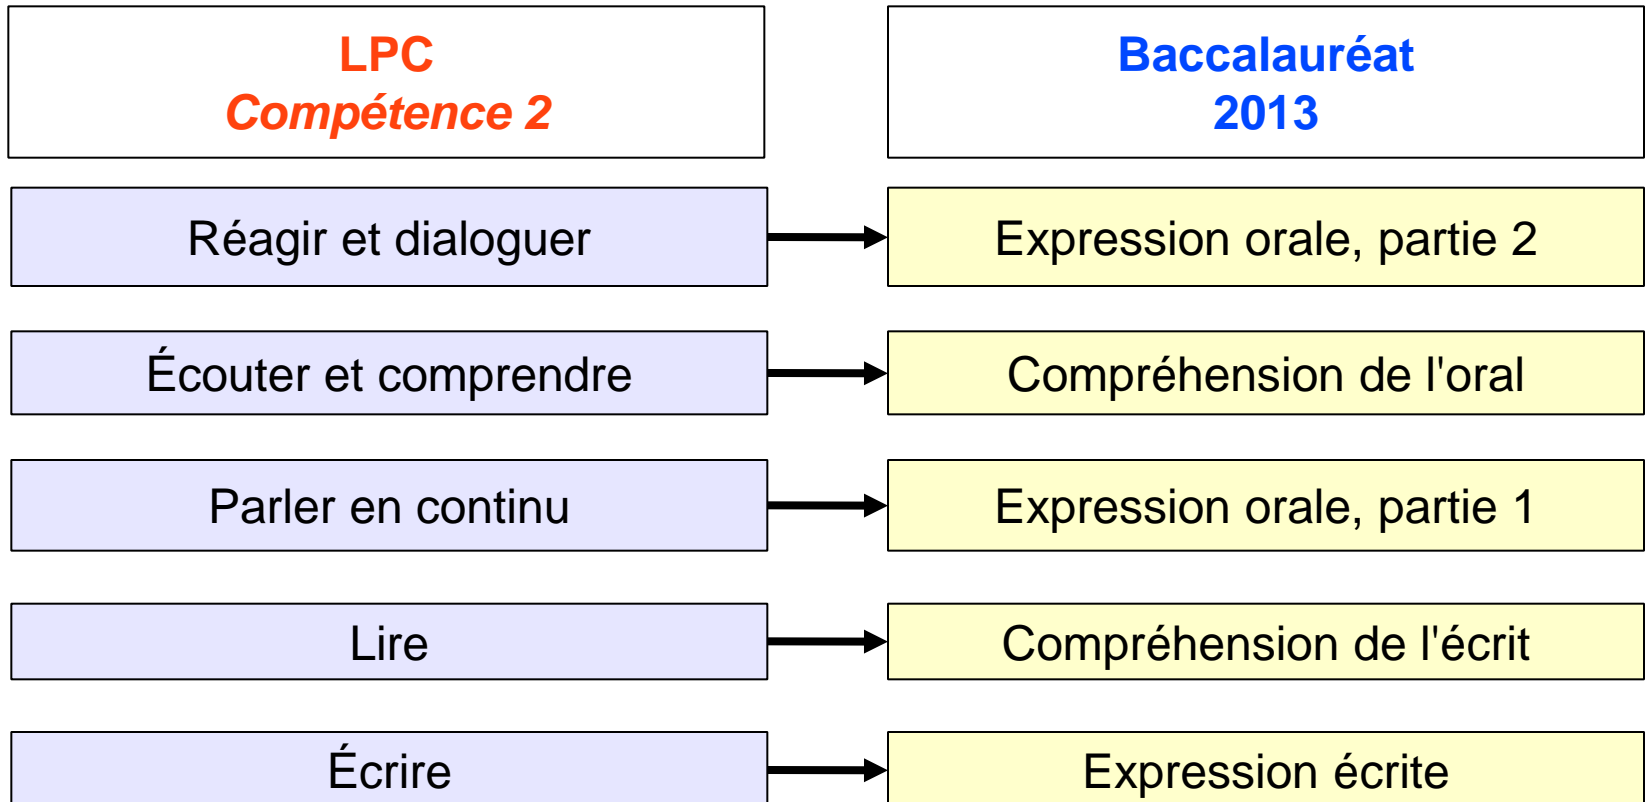 LPC
Compétence 2
Baccalauréat
2013
Réagir et dialoguer
Expression orale, partie 2
Écouter et comprendre
Compréhension de l'oral
Parler en continu
Expression orale, partie 1
Lire
Compréhension de l'écrit
Écrire
Expression écrite